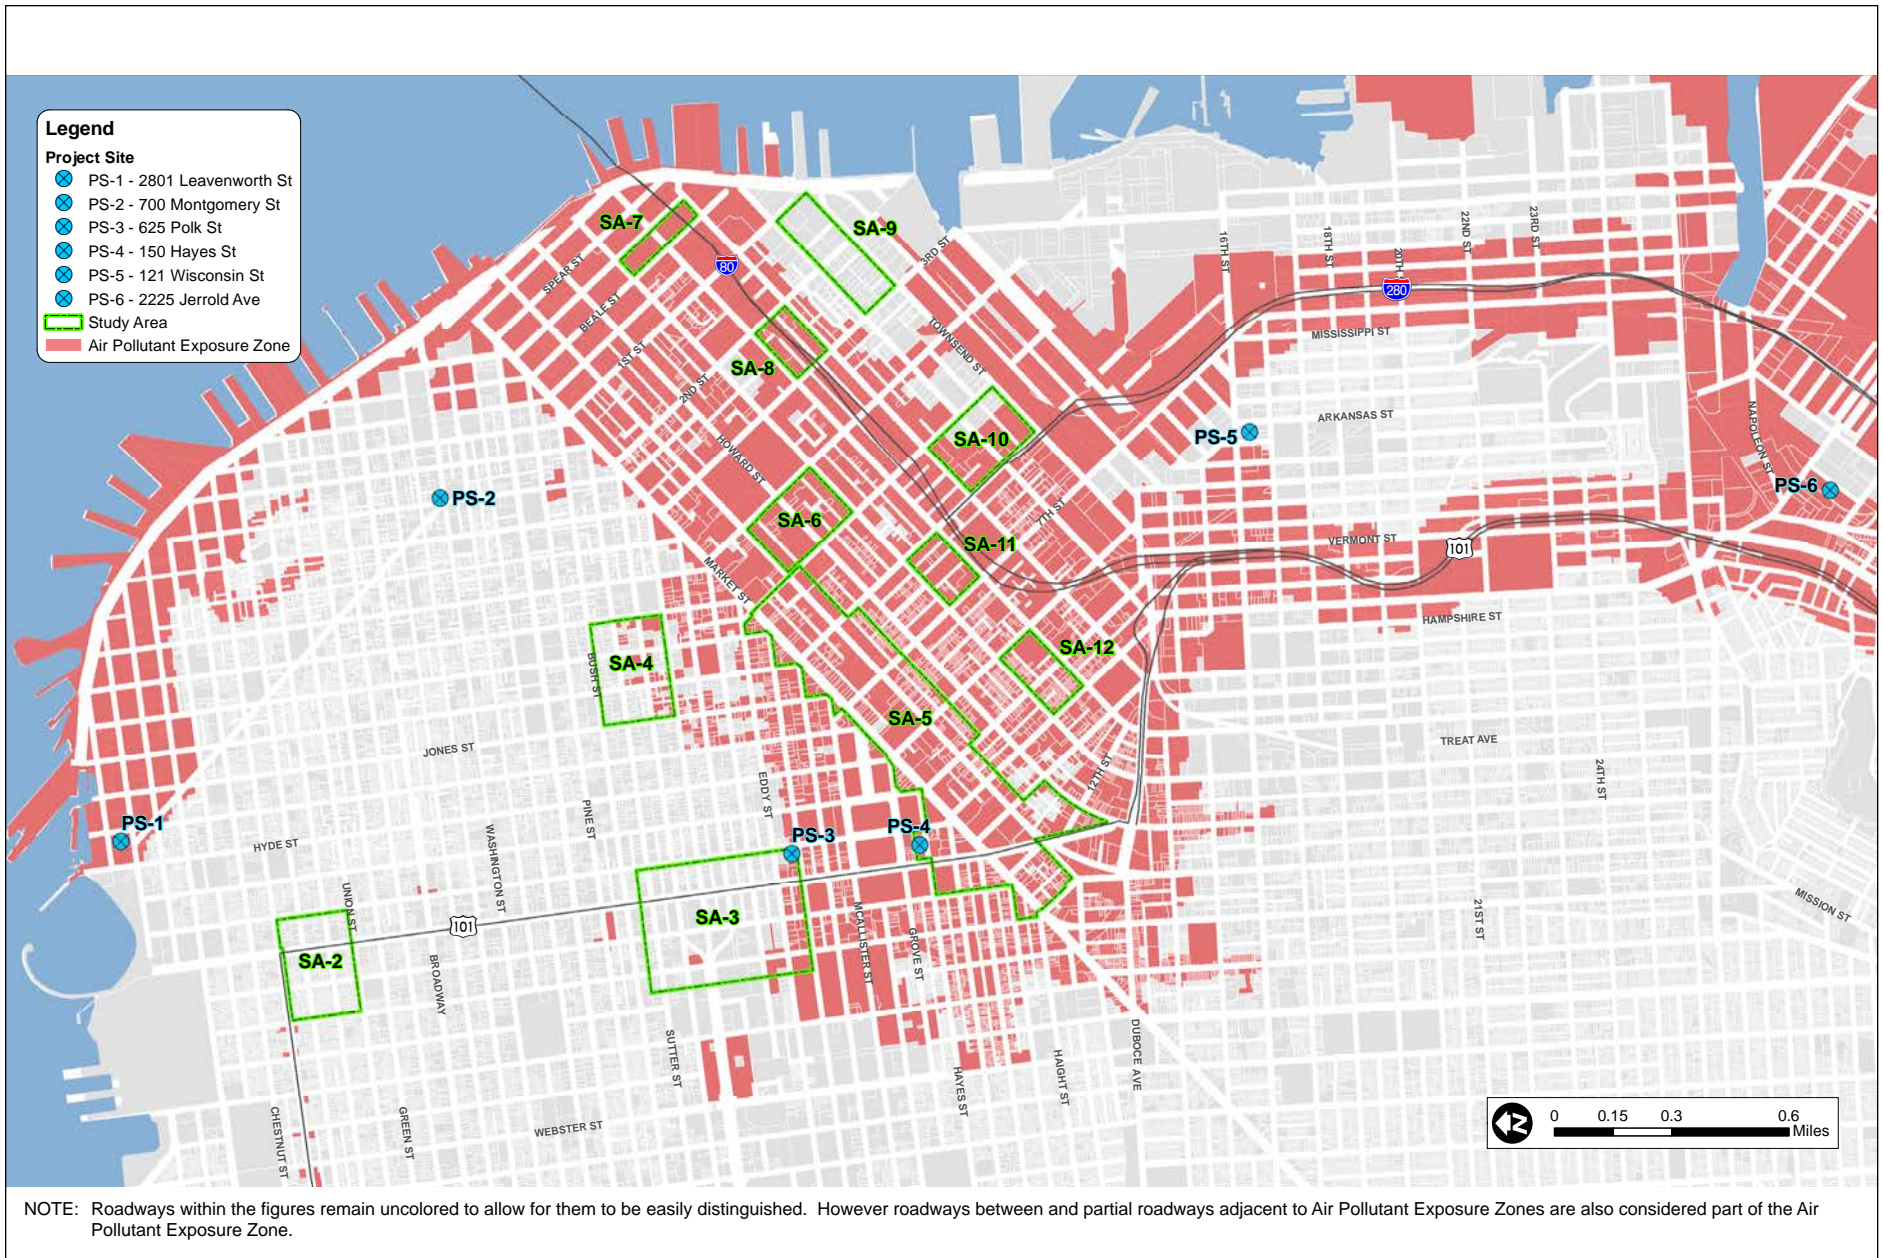 Legend
Project Site
PS-1 - 2801 Leavenworth St
PS-2 - 700 Montgomery St
PS-3 - 625 Polk St
PS-4 - 150 Hayes St
PS-5 - 121 Wisconsin St
PS-6 - 2225 Jerrold Ave
Study Area
Air Pollutant Exposure Zone
SA-7
SA-9
SPEAR ST
80
3RD ST
16TH ST
18TH ST
20TH
22ND ST
23RD ST
280
BEALE ST
1ST ST
SA-8
2ND ST
TOWNSEND ST
MISSISSIPPI ST
ARKANSAS ST
PS-5
NAPOLEON ST
PS-6
HOWARD ST
SA-10
PS-2
SA-6
7TH ST
SA-11
VERMONT ST
101
MARKET ST
HAMPSHIRE ST
SA-4
BUSH ST
SA-12
SA-5
TREAT AVE
JONES ST
24TH ST
12TH ST
EDDY ST
PINE ST
PS-1
PS-3
PS-4
HYDE ST
WASHINGTON ST
UNION ST
101
SA-3
SA-2
MCALLISTER ST
GROVE ST
21ST ST
MISSION ST
BROADWAY
SUTTER ST
DUBOCE AVE
HAIGHT ST
HAYES ST
CHESTNUT ST
GREEN ST
WEBSTER ST
N
0 0.15 0.3 0.6
Miles
NOTE: Roadways within the figures remain uncolored to allow for them to be easily distinguished. However roadways between and partial roadways adjacent to Air Pollutant Exposure Zones are also considered part of the Air
Pollutant Exposure Zone.